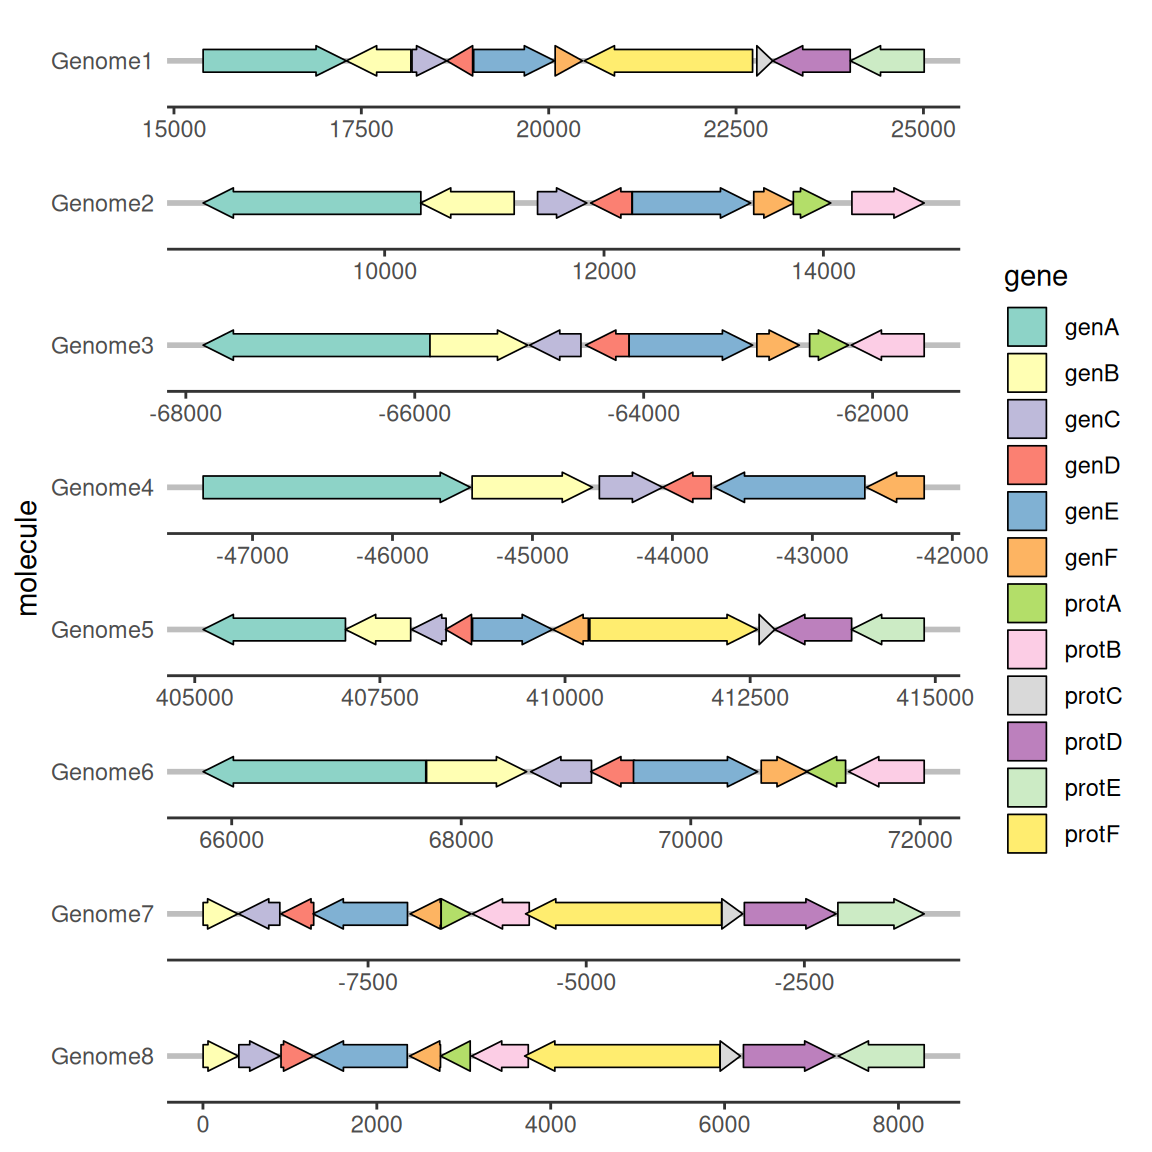 Genome1
15000 17500 20000 22500 25000
Genome2
10000 12000 14000
Genome3
-68000 -66000 -64000 -62000
Genome4
-47000 -46000 -45000 -44000 -43000 -42000
Genome5
405000 407500 410000 412500 415000
Genome6
66000 68000 70000 72000
Genome7
-7500 -5000 -2500
Genome8
0 2000 4000 6000 8000
molecule
gene
genA
genB
genC
genD
genE
genF
protA
protB
protC
protD
protE
protF